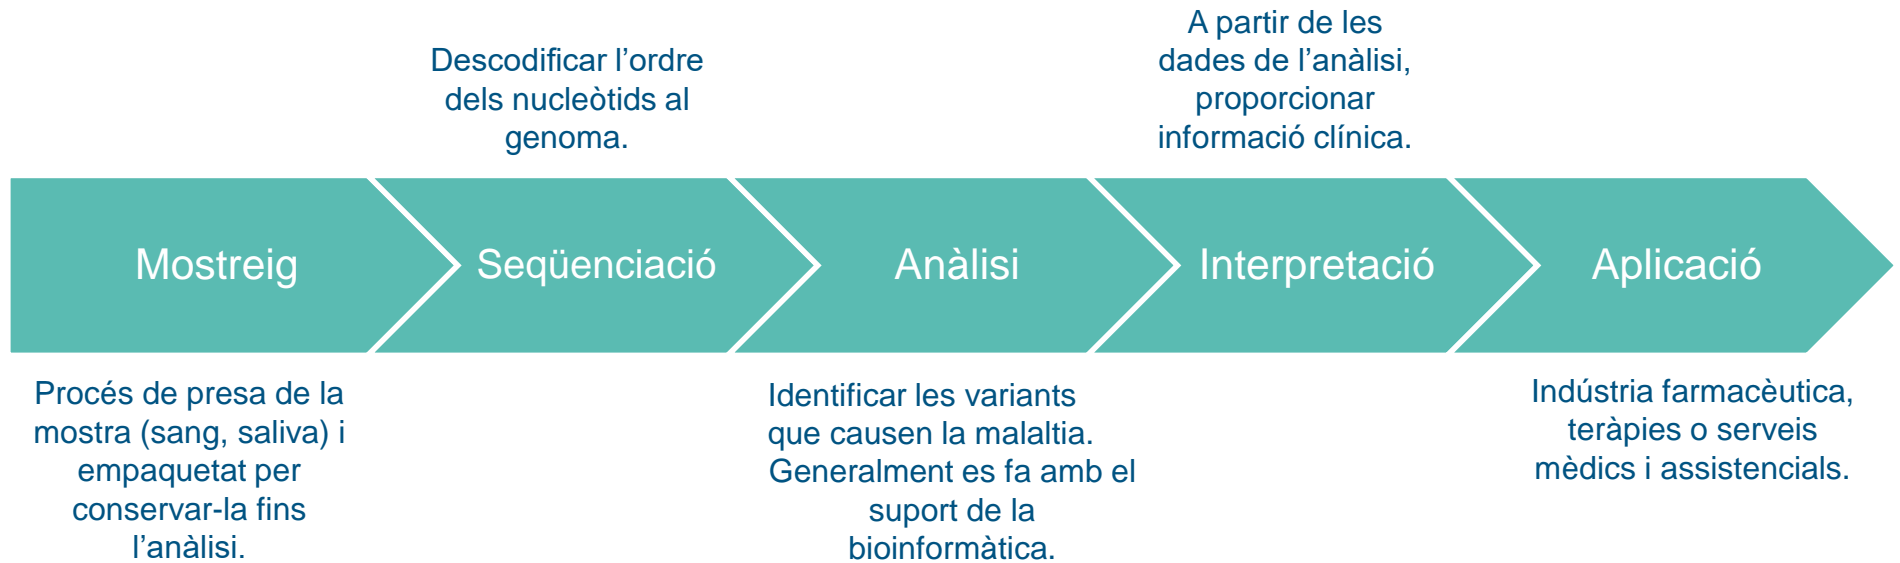 Descodificar l’ordre
dels nucleòtids al
genoma.
A partir de les
dades de l’anàlisi,
proporcionar
informació clínica.
Mostreig
Seqüenciació
Anàlisi
Interpretació
Aplicació
Procés de presa de la
mostra (sang, saliva) i
empaquetat per
conservar-la fins
l’anàlisi.
Identificar les variants
que causen la malaltia.
Generalment es fa amb el
suport de la
bioinformàtica.
Indústria farmacèutica,
teràpies o serveis
mèdics i assistencials.